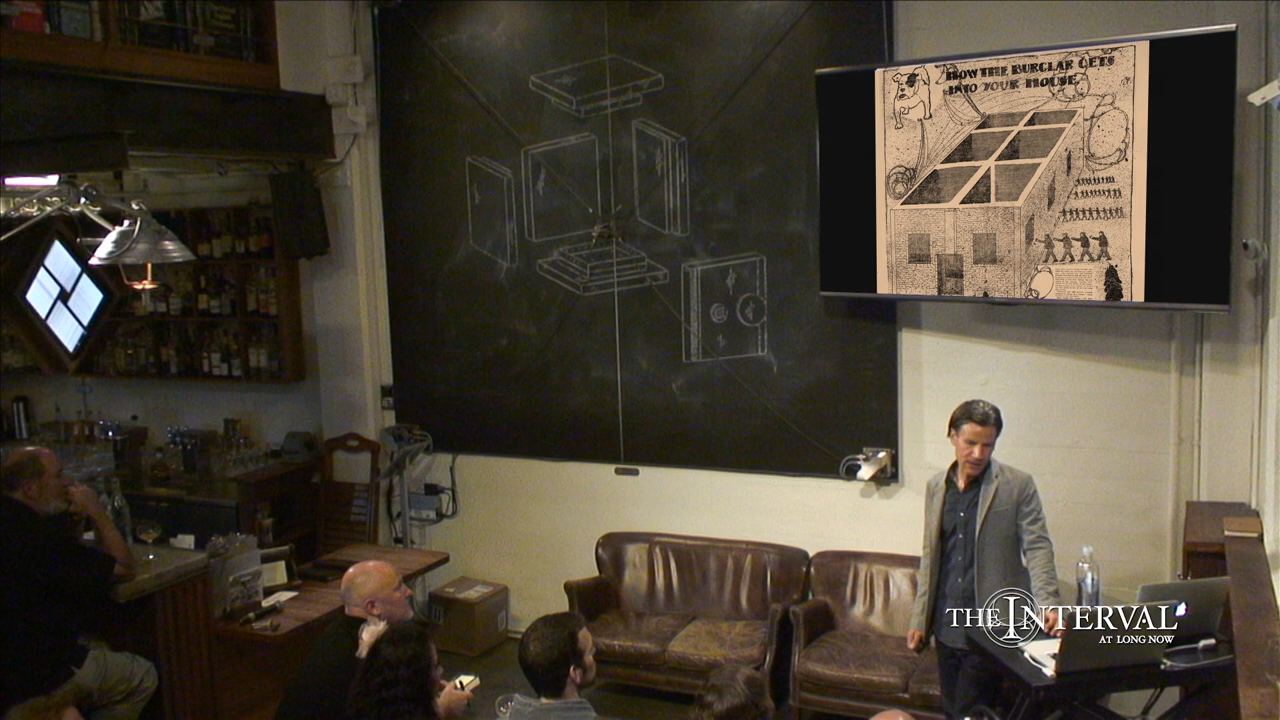 HOW THE BURGLAR GETS
INTO YOUR HOUSE
THE INTERVAL
AT LONG NOW